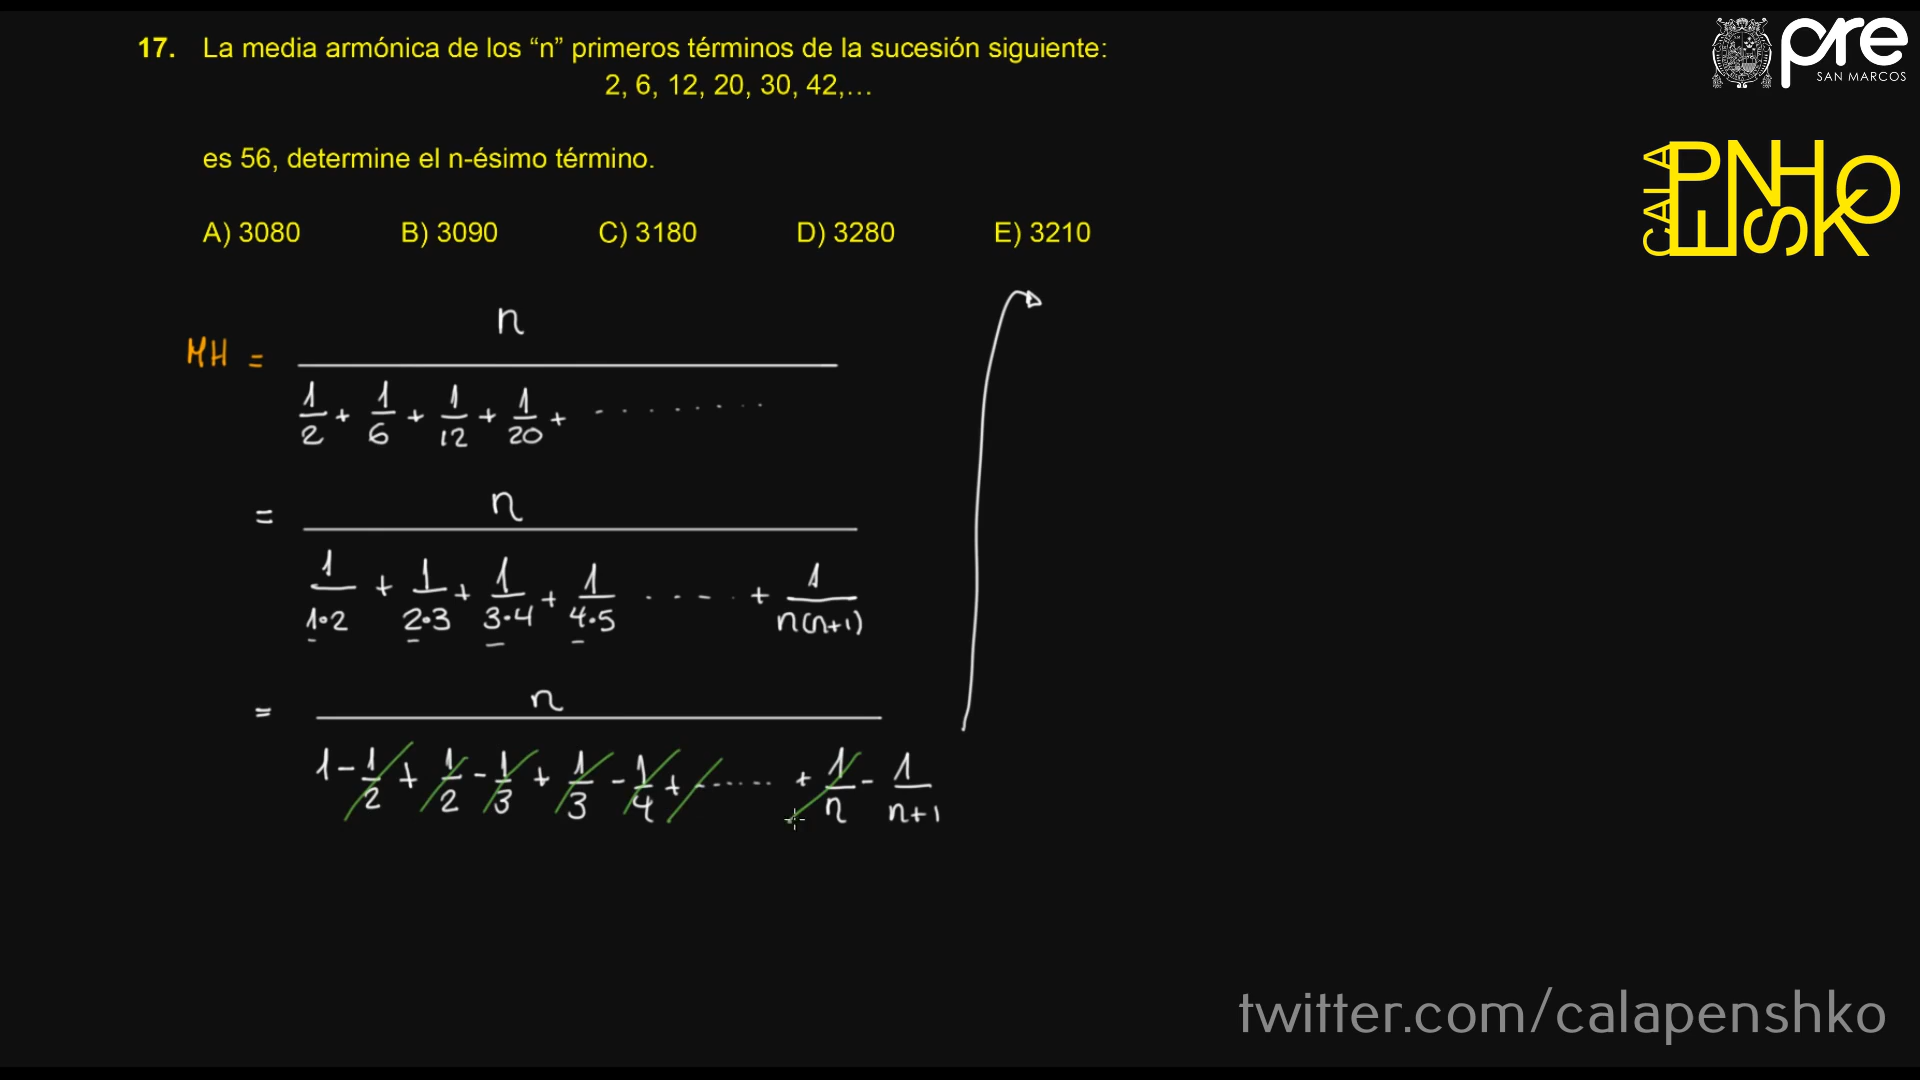 17. La media armónica de los “n” primeros términos de la sucesión siguiente:
2, 6, 12, 20, 30, 42,…
es 56, determine el n-ésimo término.
A) 3080 B) 3090 C) 3180 D) 3280 E) 3210
pre
SAN MARCOS
CALA
PENSHKO
MH = n
1/2 + 1/6 + 1/12 + 1/20 + ........
= n
1/1·2 + 1/2·3 + 1/3·4 + 1/4·5 ..... + 1/n(n+1)
= n
1 - 1/2 + 1/2 - 1/3 + 1/3 - 1/4 + ...... + 1/n - 1/n+1
twitter.com/calapenshko